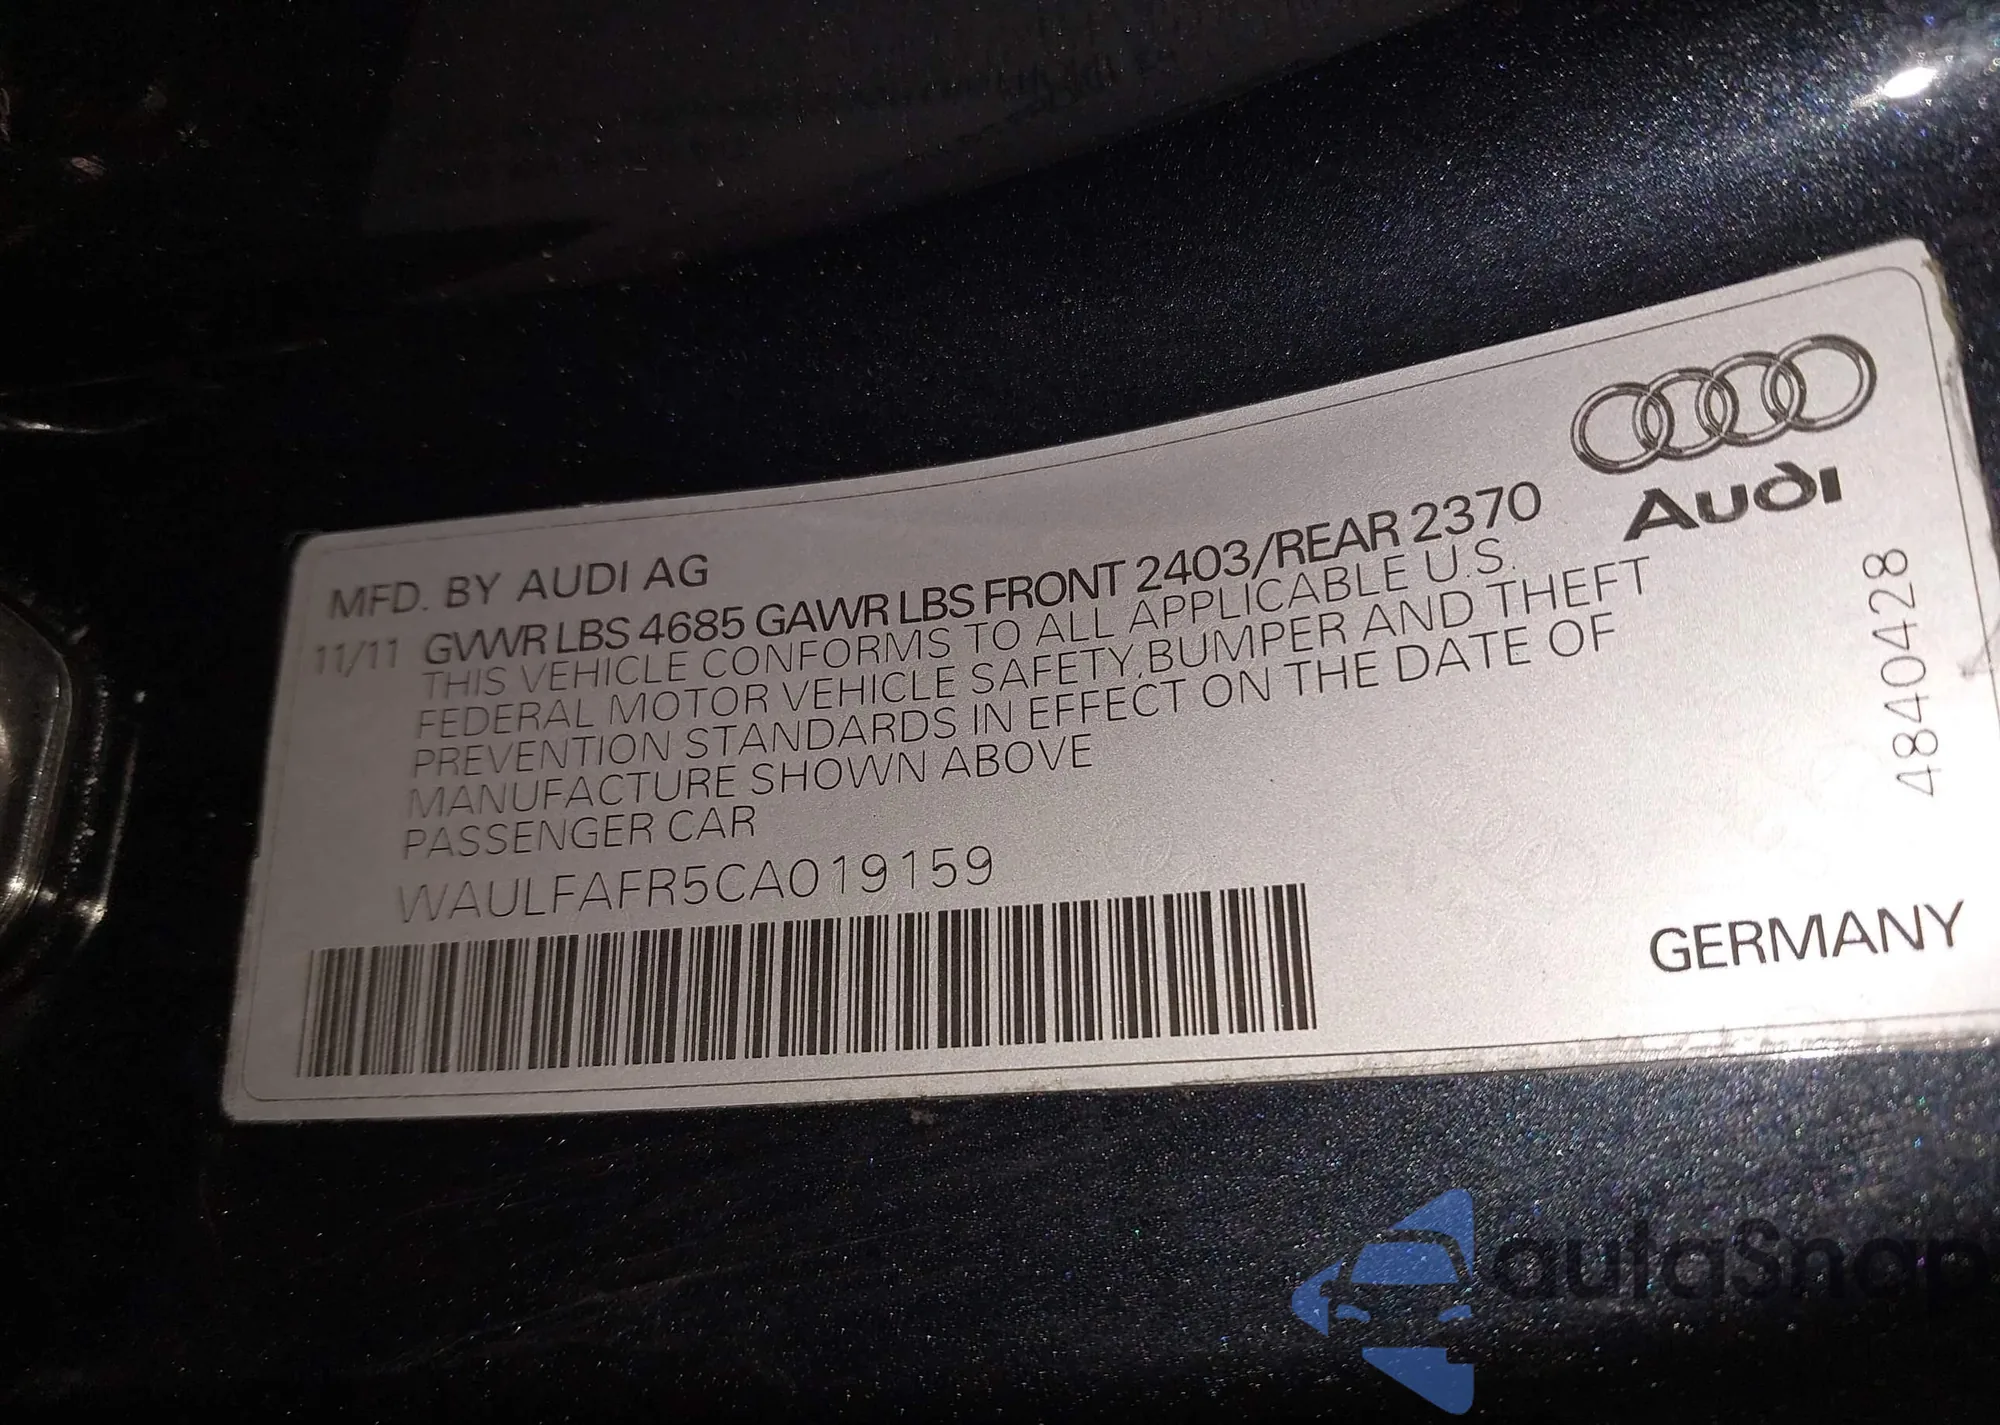 Audi
MFD. BY AUDI AG
11/11 GVWR LBS 4685 GAWR LBS FRONT 2403/REAR 2370
THIS VEHICLE CONFORMS TO ALL APPLICABLE U.S.
FEDERAL MOTOR VEHICLE SAFETY,BUMPER AND THEFT
PREVENTION STANDARDS IN EFFECT ON THE DATE OF
MANUFACTURE SHOWN ABOVE
PASSENGER CAR
WAULFAFR5CA019159
4840428
GERMANY
autaSnap